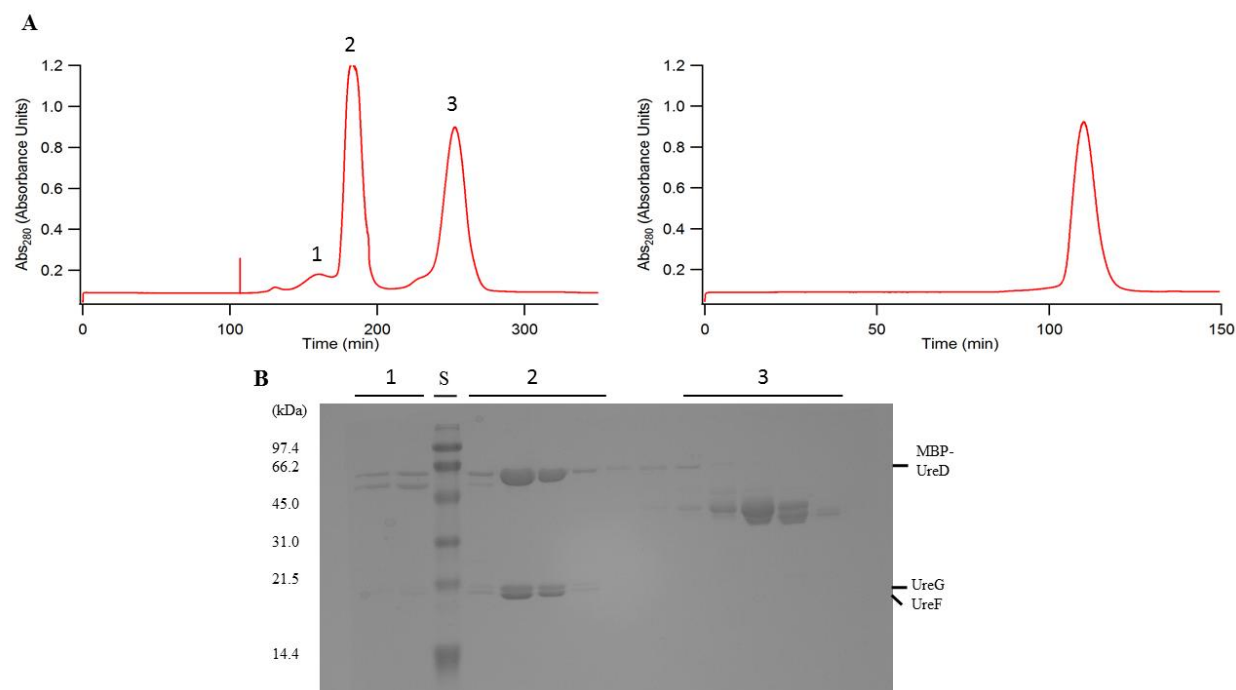 A
2
3
1
1.2
1.0
0.8
0.6
0.4
0.2
Abs280 (Absorbance Units)
0
100
200
300
Time (min)
1.2
1.0
0.8
0.6
0.4
0.2
Abs280 (Absorbance Units)
0
50
100
150
Time (min)
B
1
S
2
3
(kDa)
97.4
66.2
45.0
31.0
21.5
14.4
MBP-
UreD
UreG
UreF